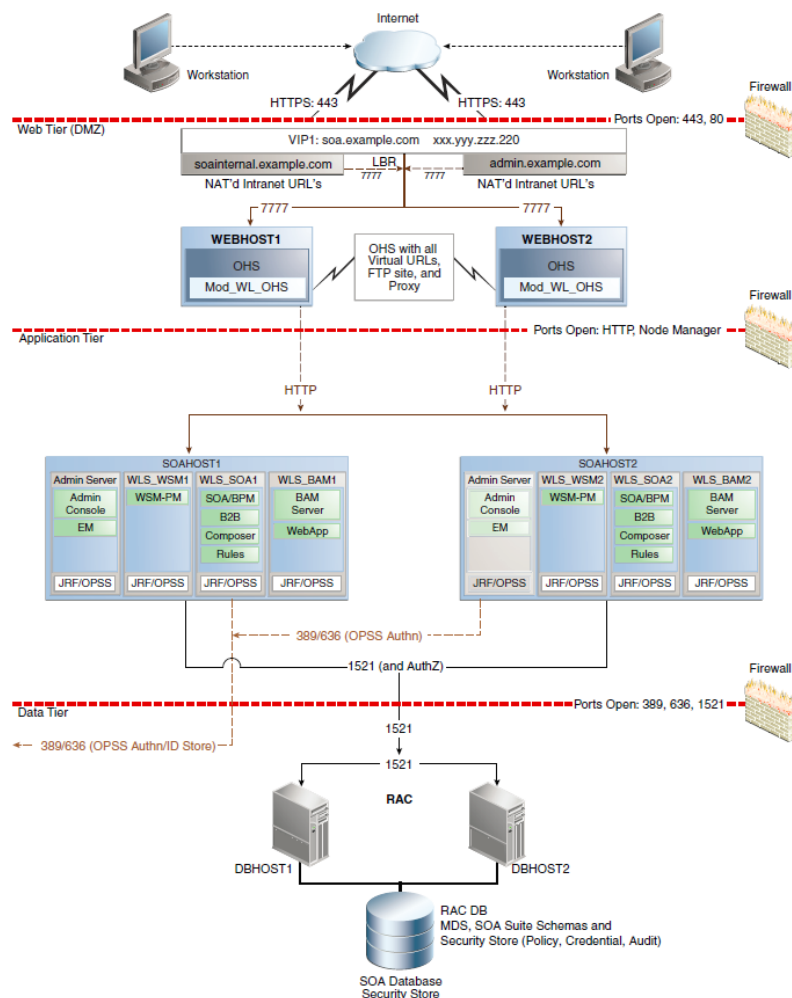 Internet
Workstation
Workstation
HTTPS: 443
HTTPS: 443
Firewall
Ports Open: 443, 80
Web Tier (DMZ)
VIP1: soa.example.com xxx.yyy.zzz.220
soainternal.example.com
LBR
admin.example.com
7777
7777
NAT'd Intranet URL's
NAT'd Intranet URL's
7777
7777
WEBHOST1
OHS
Mod_WL_OHS
OHS with all
Virtual URLs,
FTP site, and
Proxy
WEBHOST2
OHS
Mod_WL_OHS
Firewall
Ports Open: HTTP, Node Manager
Application Tier
HTTP
HTTP
SOAHOST1
Admin Server
Admin
Console
EM
JRF/OPSS
WLS_WSM1
WSM-PM
JRF/OPSS
WLS_SOA1
SOA/BPM
B2B
Composer
Rules
JRF/OPSS
WLS_BAM1
BAM
Server
WebApp
JRF/OPSS
SOAHOST2
Admin Server
Admin
Console
EM
JRF/OPSS
WLS_WSM2
WSM-PM
JRF/OPSS
WLS_SOA2
SOA/BPM
B2B
Composer
Rules
JRF/OPSS
WLS_BAM2
BAM
Server
WebApp
JRF/OPSS
389/636 (OPSS Authn)
1521 (and AuthZ)
Firewall
Ports Open: 389, 636, 1521
Data Tier
1521
389/636 (OPSS Authn/ID Store)
1521
RAC
DBHOST1
DBHOST2
RAC DB
MDS, SOA Suite Schemas and
Security Store (Policy, Credential, Audit)
SOA Database
Security Store